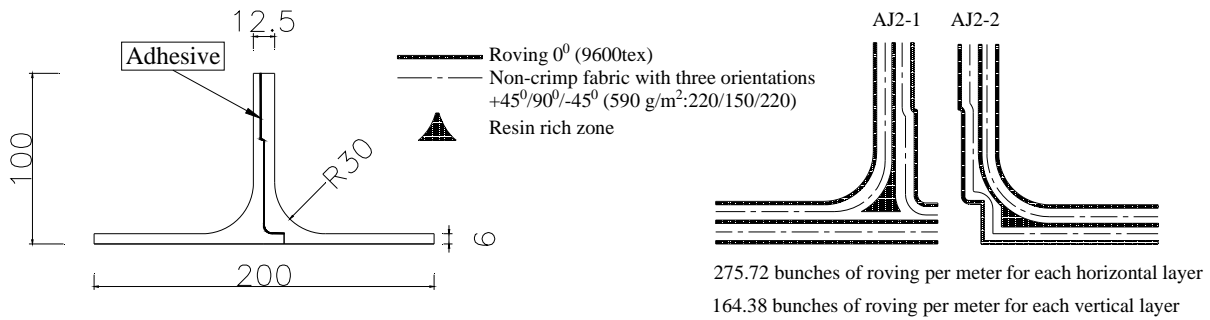 12.5
Adhesive
100
R30
6
200
Roving 0⁰ (9600tex)
Non-crimp fabric with three orientations
+45⁰/90⁰/-45⁰ (590 g/m²:220/150/220)
Resin rich zone
AJ2-1 AJ2-2
275.72 bunches of roving per meter for each horizontal layer
164.38 bunches of roving per meter for each vertical layer